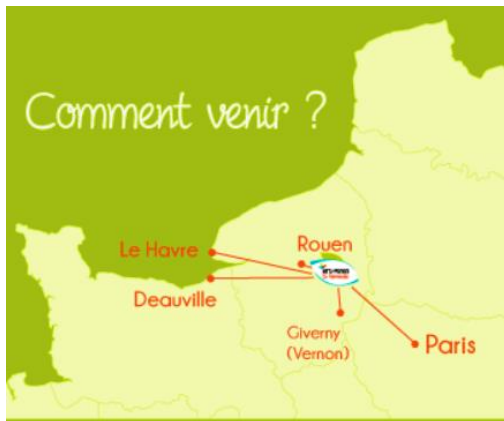 Comment venir ?
Le Havre
Rouen
Deauville
Giverny
(Vernon)
Paris